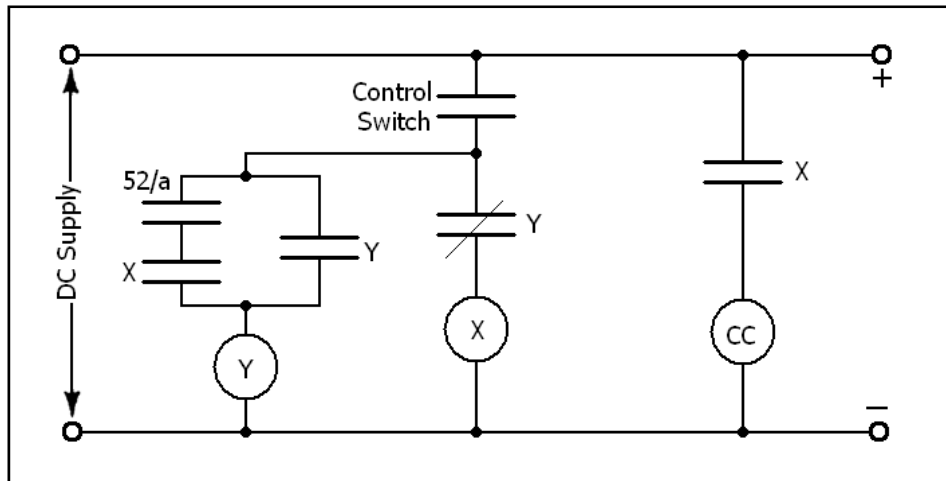 Control
Switch
+
52/a
X
Y
Y
X
DC Supply
Y
X
CC
−